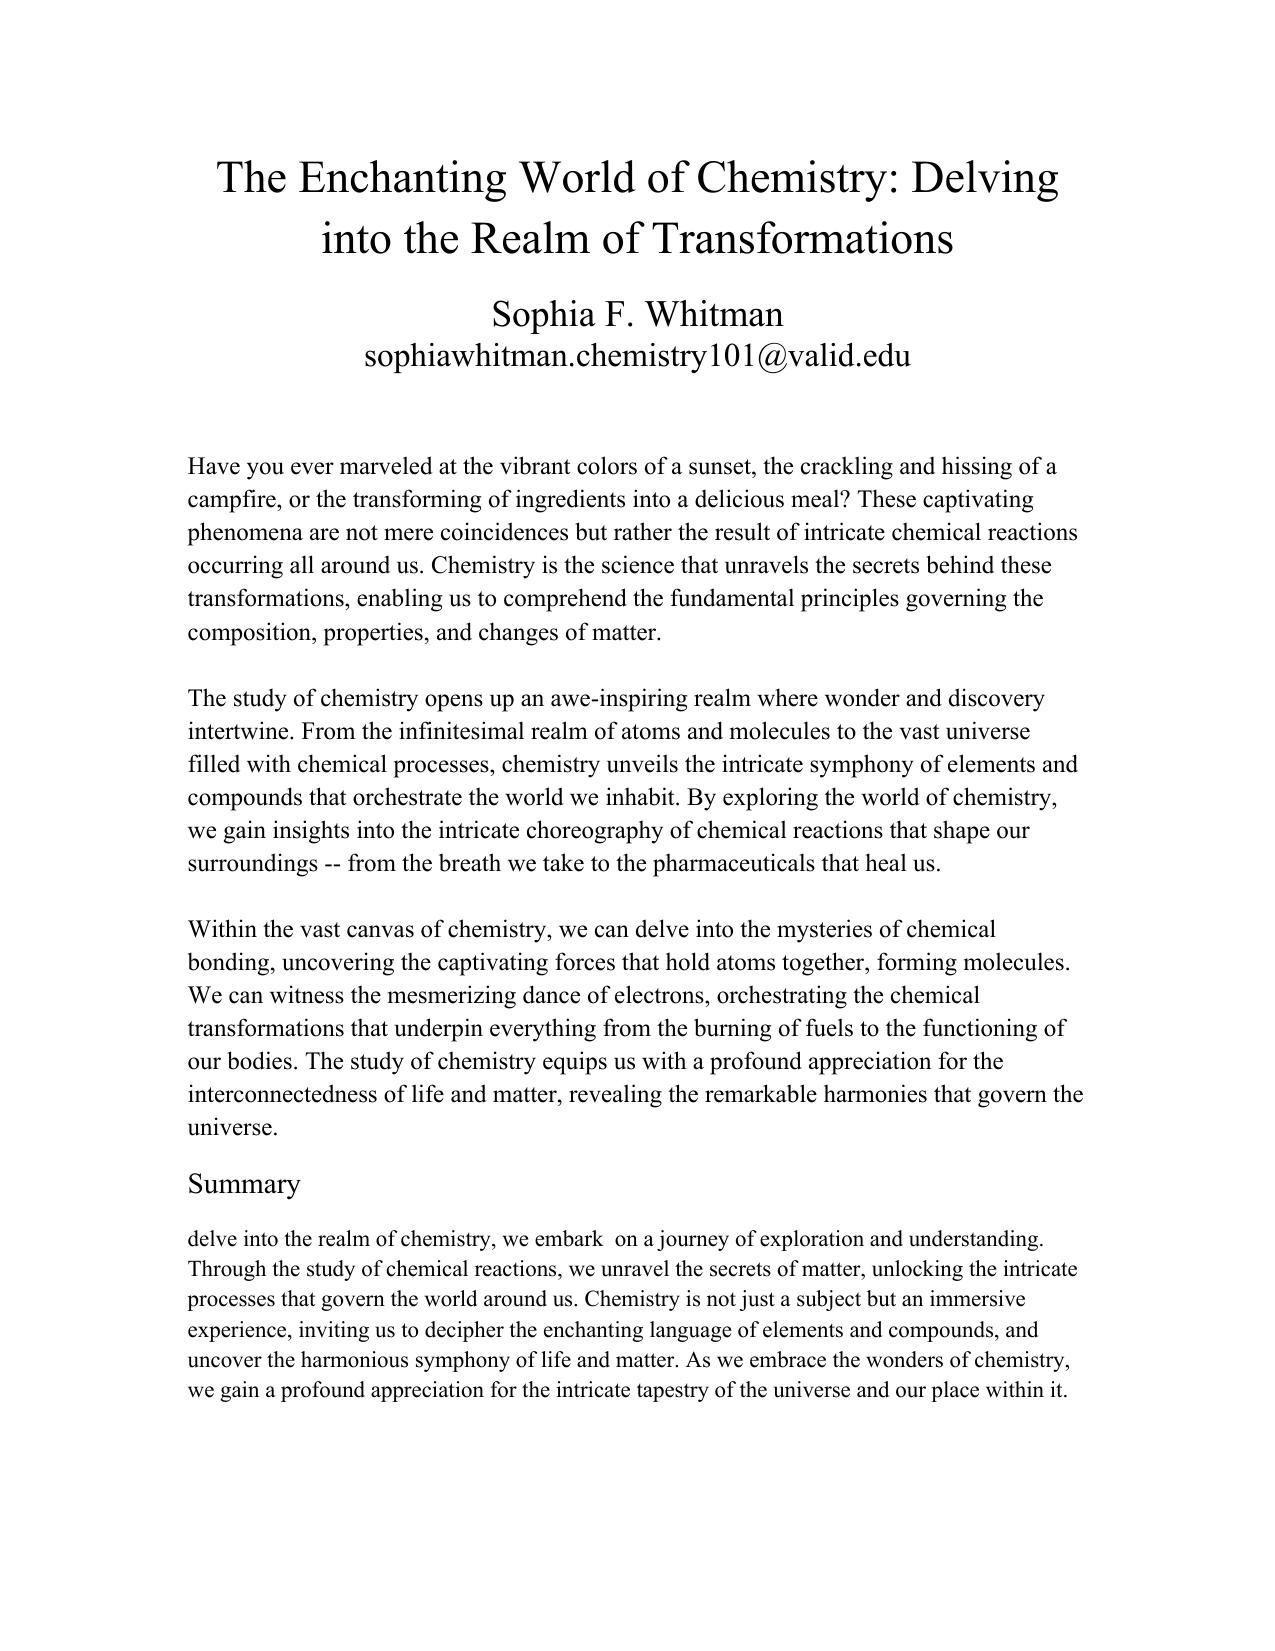 The Enchanting World of Chemistry: Delving
into the Realm of Transformations
Sophia F. Whitman
sophiawhitman.chemistry101@valid.edu
Have you ever marveled at the vibrant colors of a sunset, the crackling and hissing of a
campfire, or the transforming of ingredients into a delicious meal? These captivating
phenomena are not mere coincidences but rather the result of intricate chemical reactions
occurring all around us. Chemistry is the science that unravels the secrets behind these
transformations, enabling us to comprehend the fundamental principles governing the
composition, properties, and changes of matter.
The study of chemistry opens up an awe-inspiring realm where wonder and discovery
intertwine. From the infinitesimal realm of atoms and molecules to the vast universe
filled with chemical processes, chemistry unveils the intricate symphony of elements and
compounds that orchestrate the world we inhabit. By exploring the world of chemistry,
we gain insights into the intricate choreography of chemical reactions that shape our
surroundings -- from the breath we take to the pharmaceuticals that heal us.
Within the vast canvas of chemistry, we can delve into the mysteries of chemical
bonding, uncovering the captivating forces that hold atoms together, forming molecules.
We can witness the mesmerizing dance of electrons, orchestrating the chemical
transformations that underpin everything from the burning of fuels to the functioning of
our bodies. The study of chemistry equips us with a profound appreciation for the
interconnectedness of life and matter, revealing the remarkable harmonies that govern the
universe.
Summary
delve into the realm of chemistry, we embark  on a journey of exploration and understanding.
Through the study of chemical reactions, we unravel the secrets of matter, unlocking the intricate
processes that govern the world around us. Chemistry is not just a subject but an immersive
experience, inviting us to decipher the enchanting language of elements and compounds, and
uncover the harmonious symphony of life and matter. As we embrace the wonders of chemistry,
we gain a profound appreciation for the intricate tapestry of the universe and our place within it.